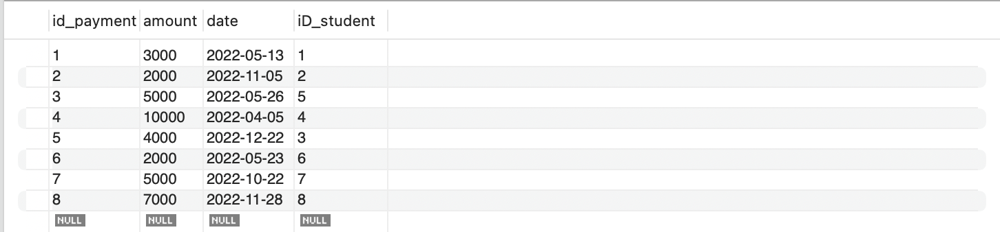 id_payment amount date iD_student
1 3000 2022-05-13 1
2 2000 2022-11-05 2
3 5000 2022-05-26 5
4 10000 2022-04-05 4
5 4000 2022-12-22 3
6 2000 2022-05-23 6
7 5000 2022-10-22 7
8 7000 2022-11-28 8
NULL NULL NULL NULL